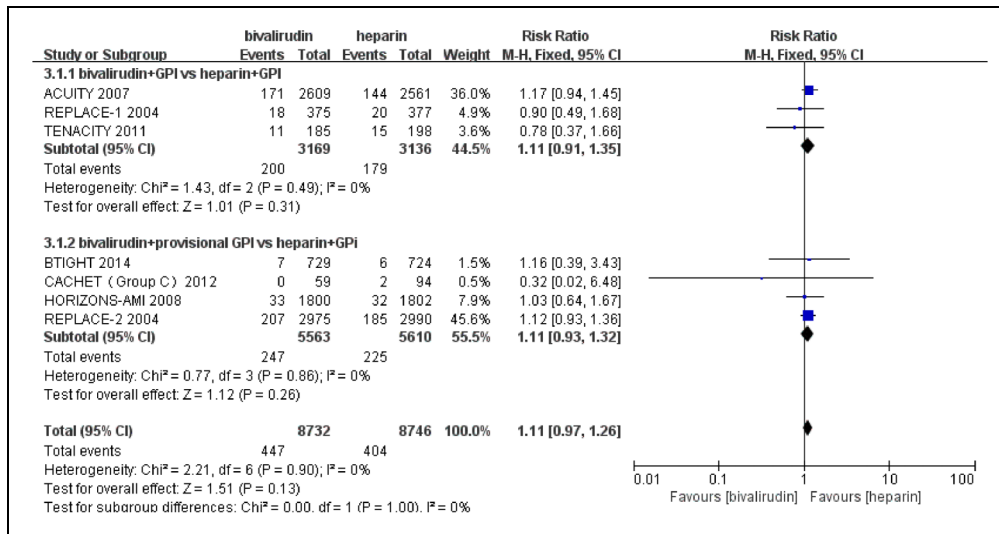 bivalirudin heparin Risk Ratio Risk Ratio
Study or Subgroup Events Total Events Total Weight M-H, Fixed, 95% CI M-H, Fixed, 95% CI
3.1.1 bivalirudin+GPI vs heparin+GPI
ACUITY 2007 171 2609 144 2561 36.0% 1.17 [0.94, 1.45]
REPLACE-1 2004 18 375 20 377 4.9% 0.90 [0.49, 1.68]
TENACITY 2011 11 185 15 198 3.6% 0.78 [0.37, 1.66]
Subtotal (95% CI) 3169 3136 44.5% 1.11 [0.91, 1.35]
Total events 200 179
Heterogeneity: Chi² = 1.43, df = 2 (P = 0.49); I² = 0%
Test for overall effect: Z = 1.01 (P = 0.31)
3.1.2 bivalirudin+provisional GPI vs heparin+GPi
BTIGHT 2014 7 729 6 724 1.5% 1.16 [0.39, 3.43]
CACHET (Group C) 2012 0 59 2 94 0.5% 0.32 [0.02, 6.48]
HORIZONS-AMI 2008 33 1800 32 1802 7.9% 1.03 [0.64, 1.67]
REPLACE-2 2004 207 2975 185 2990 45.6% 1.12 [0.93, 1.36]
Subtotal (95% CI) 5563 5610 55.5% 1.11 [0.93, 1.32]
Total events 247 225
Heterogeneity: Chi² = 0.77, df = 3 (P = 0.86); I² = 0%
Test for overall effect: Z = 1.12 (P = 0.26)
Total (95% CI) 8732 8746 100.0% 1.11 [0.97, 1.26]
Total events 447 404
Heterogeneity: Chi² = 2.21, df = 6 (P = 0.90); I² = 0%
Test for overall effect: Z = 1.51 (P = 0.13)
Test for subgroup differences: Chi² = 0.00, df = 1 (P = 1.00), I² = 0%
0.01 0.1 1 10 100
Favours [bivalirudin] Favours [heparin]